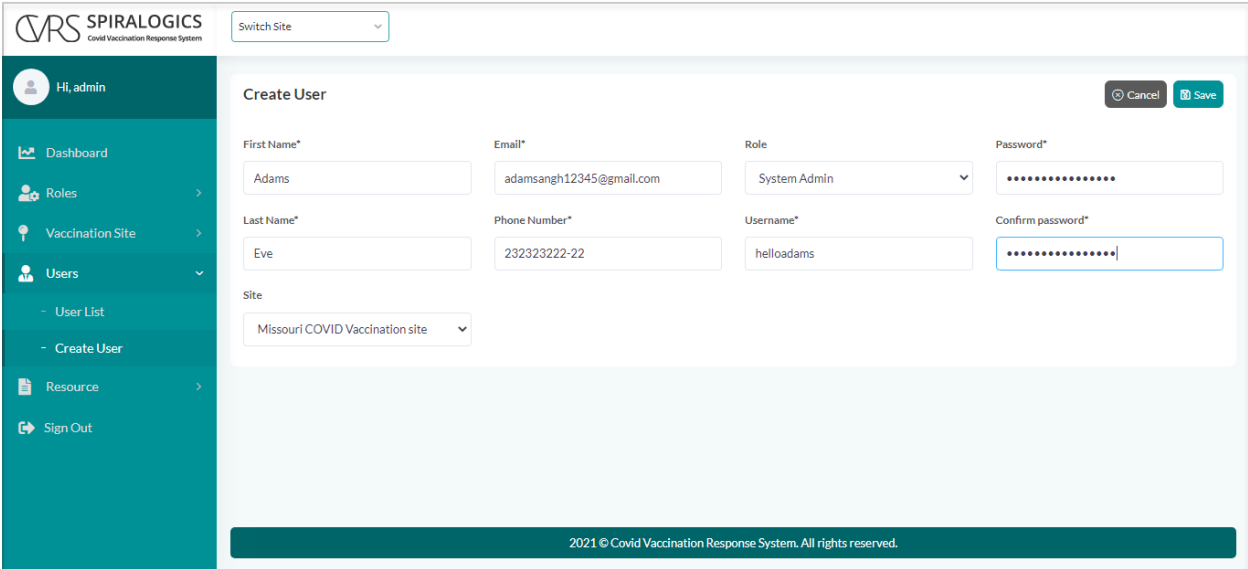 CVRS SPIRALOGICS
Covid Vaccination Response System
Switch Site
Hi, admin
Dashboard
Roles
Vaccination Site
Users
- User List
- Create User
Resource
Sign Out
Create User
Cancel
Save
First Name*
Email*
Role
Password*
Adams
adamsangh12345@gmail.com
System Admin
••••••••••••••••
Last Name*
Phone Number*
Username*
Confirm password*
Eve
232323222-22
helloadams
••••••••••••••••
Site
Missouri COVID Vaccination site
2021 © Covid Vaccination Response System. All rights reserved.